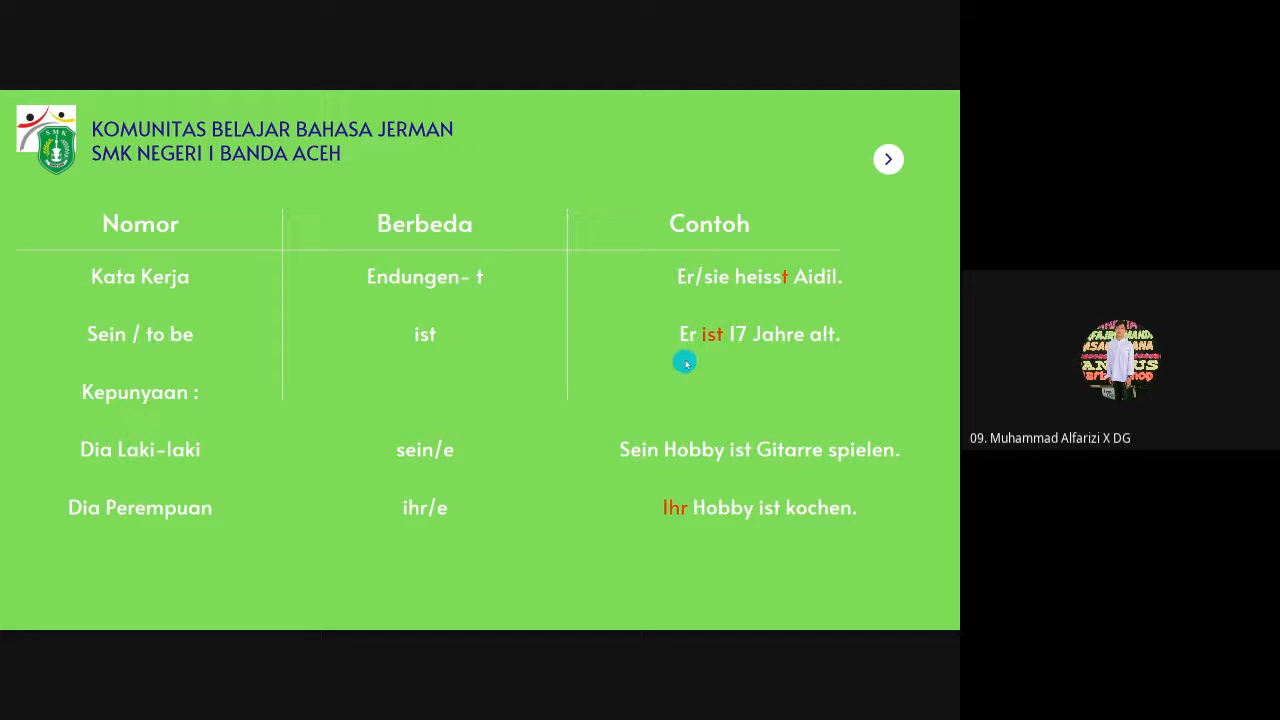 KOMUNITAS BELAJAR BAHASA JERMAN
SMK NEGERI 1 BANDA ACEH
Nomor Berbeda Contoh
Kata Kerja Endungen- t Er/sie heisst Aidil.
Sein / to be ist Er ist 17 Jahre alt.
Kepunyaan :
Dia Laki-laki sein/e Sein Hobby ist Gitarre spielen.
Dia Perempuan ihr/e Ihr Hobby ist kochen.
SMK
09. Muhammad Alfarizi X DG